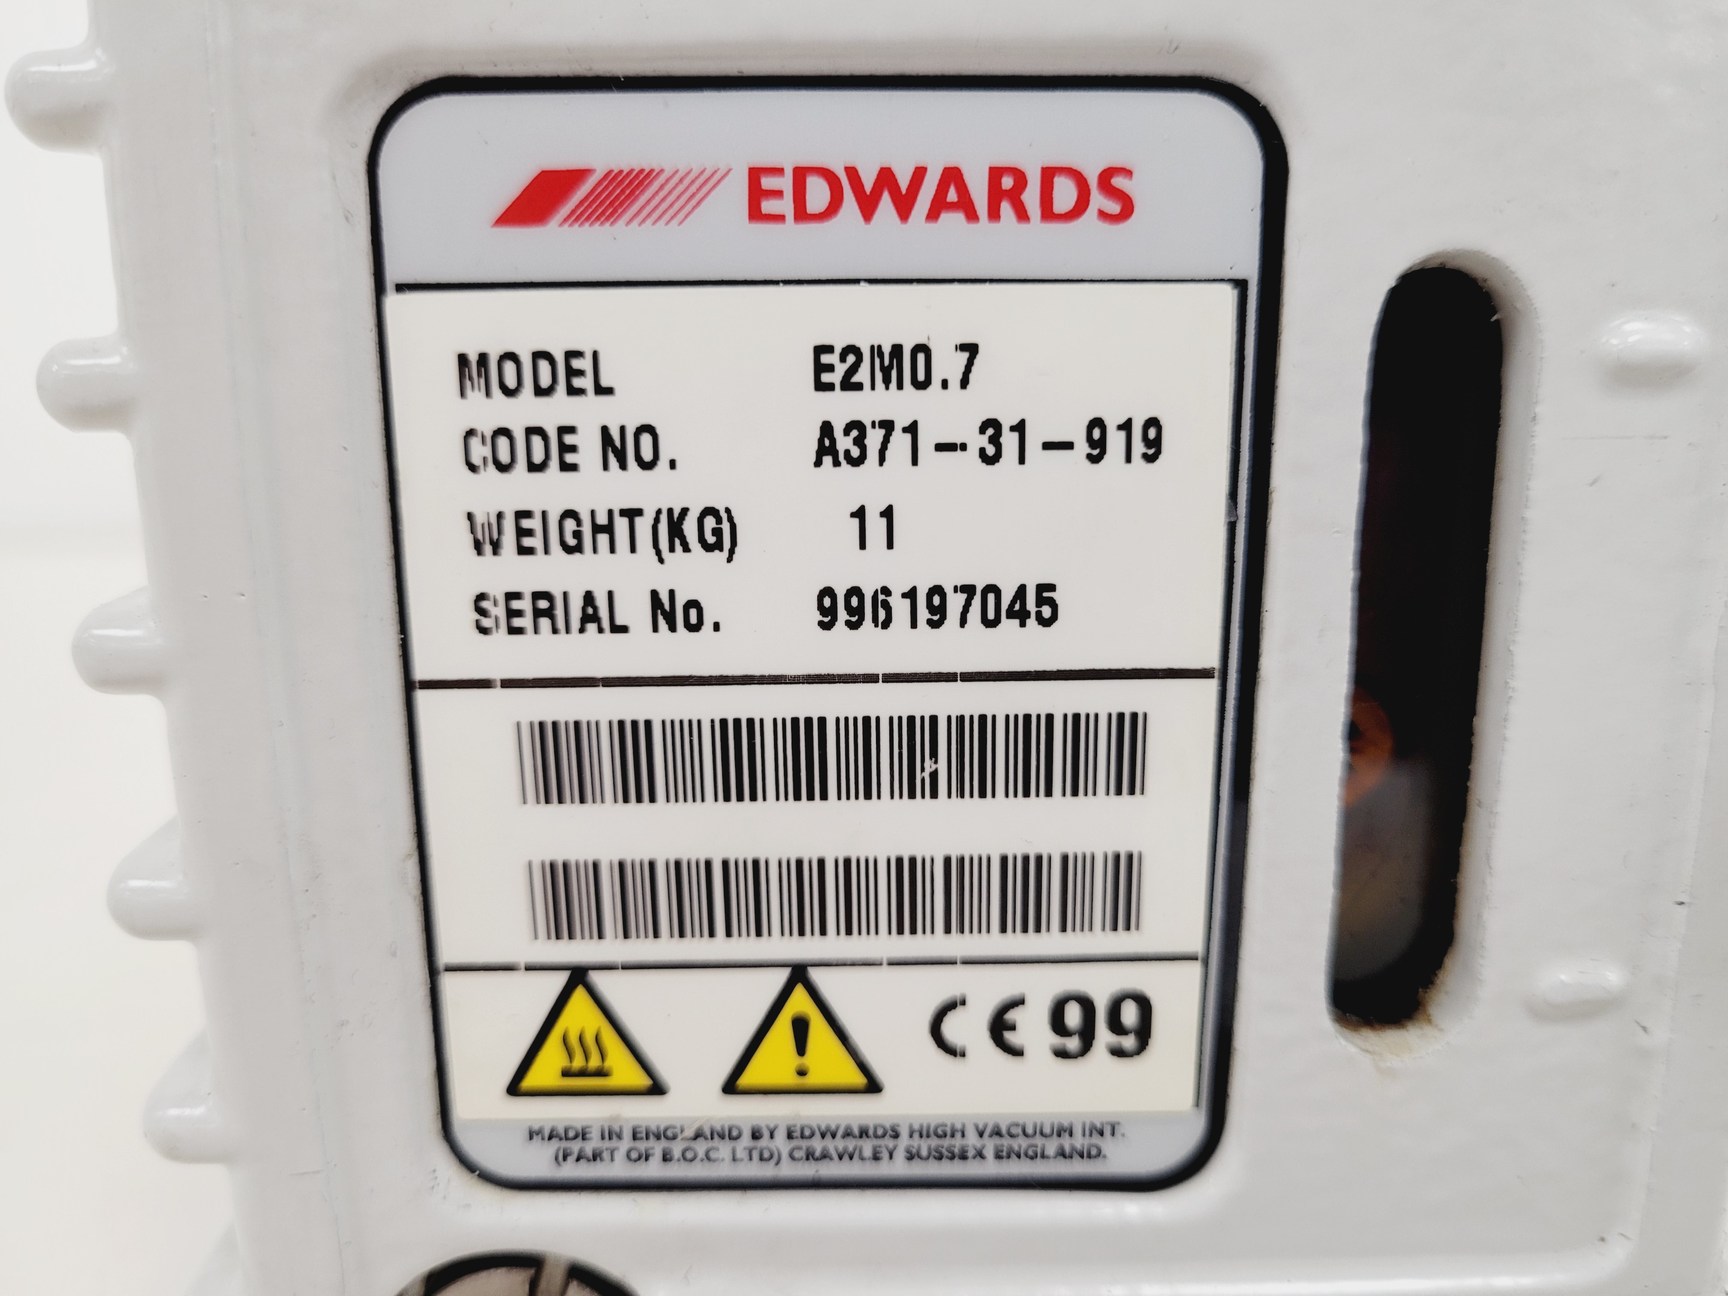 EDWARDS
MODEL E2M0.7
CODE NO. A371-31-919
WEIGHT(KG) 11
SERIAL No. 996197045
CE 99
MADE IN ENGLAND BY EDWARDS HIGH VACUUM INT.
(PART OF B.O.C. LTD) CRAWLEY SUSSEX ENGLAND.